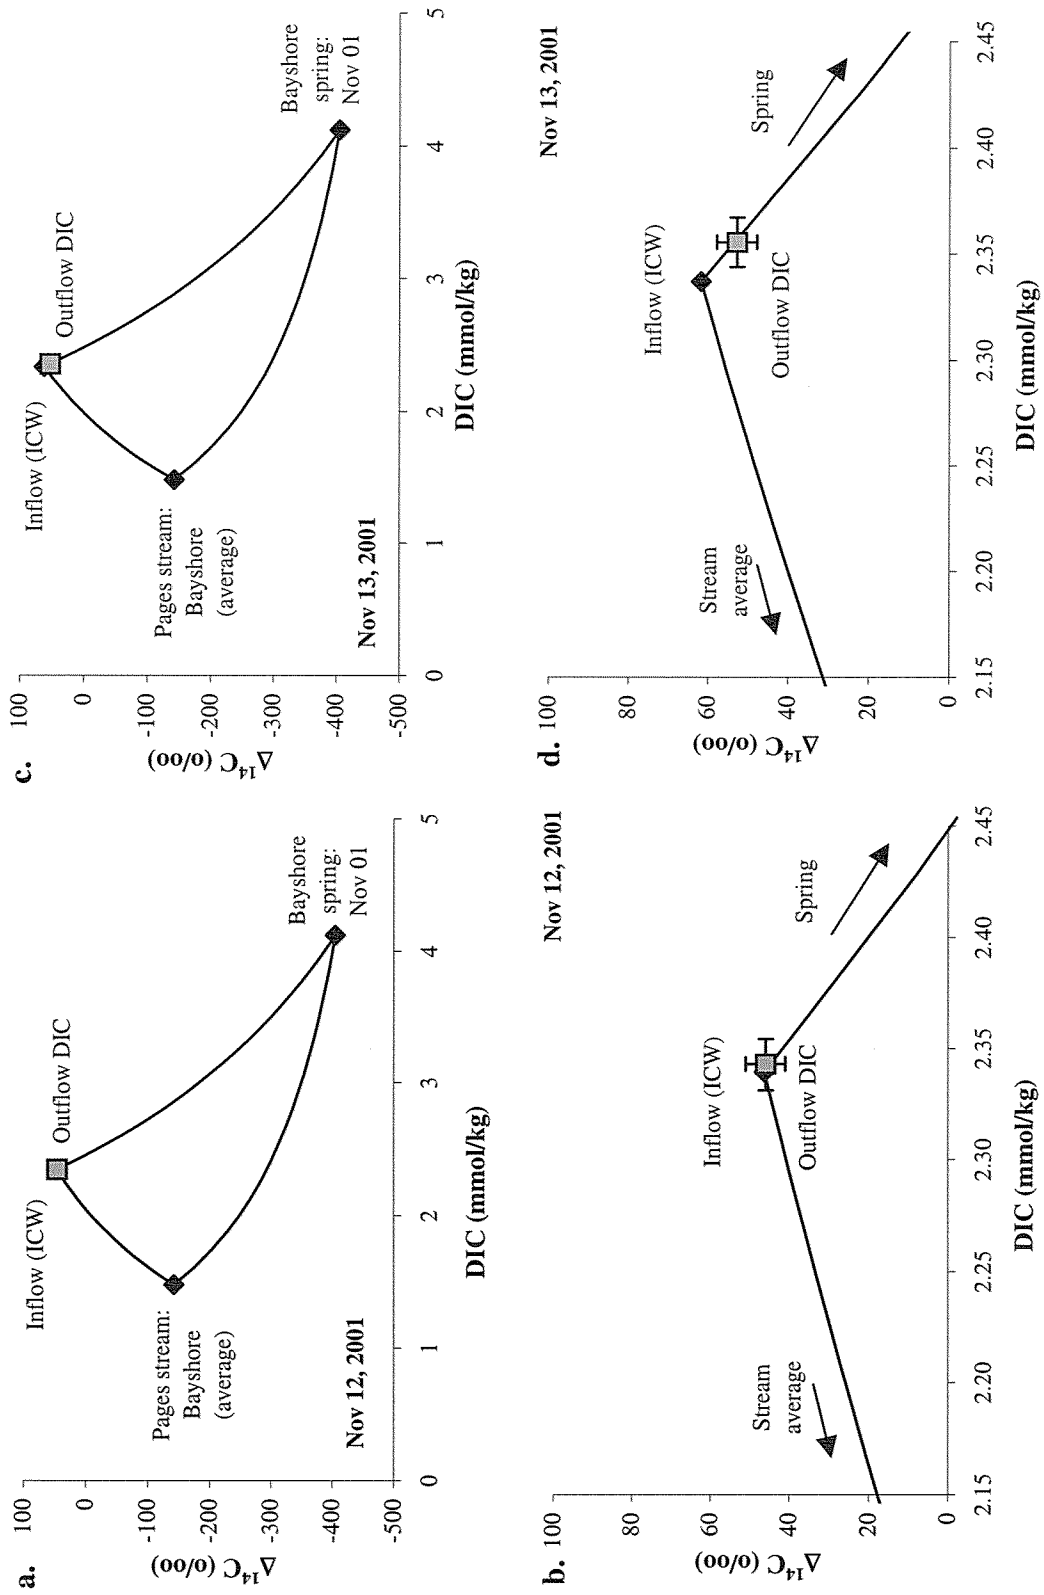 a.
100
0
-100
-200
-300
-400
-500
Δ¹⁴C (o/oo)
Inflow (ICW)
Outflow DIC
Pages stream:
Bayshore
(average)
Bayshore
spring:
Nov 01
Nov 12, 2001
0
1
2
3
4
5
DIC (mmol/kg)
c.
100
0
-100
-200
-300
-400
-500
Δ¹⁴C (o/oo)
Inflow (ICW)
Outflow DIC
Pages stream:
Bayshore
(average)
Bayshore
spring:
Nov 01
Nov 13, 2001
0
1
2
3
4
5
DIC (mmol/kg)
b.
100
80
60
40
20
0
Δ¹⁴C (o/oo)
Nov 12, 2001
Inflow (ICW)
Outflow DIC
Stream
average
Spring
2.15
2.20
2.25
2.30
2.35
2.40
2.45
DIC (mmol/kg)
d.
100
80
60
40
20
0
Δ¹⁴C (o/oo)
Nov 13, 2001
Inflow (ICW)
Outflow DIC
Stream
average
Spring
2.15
2.20
2.25
2.30
2.35
2.40
2.45
DIC (mmol/kg)